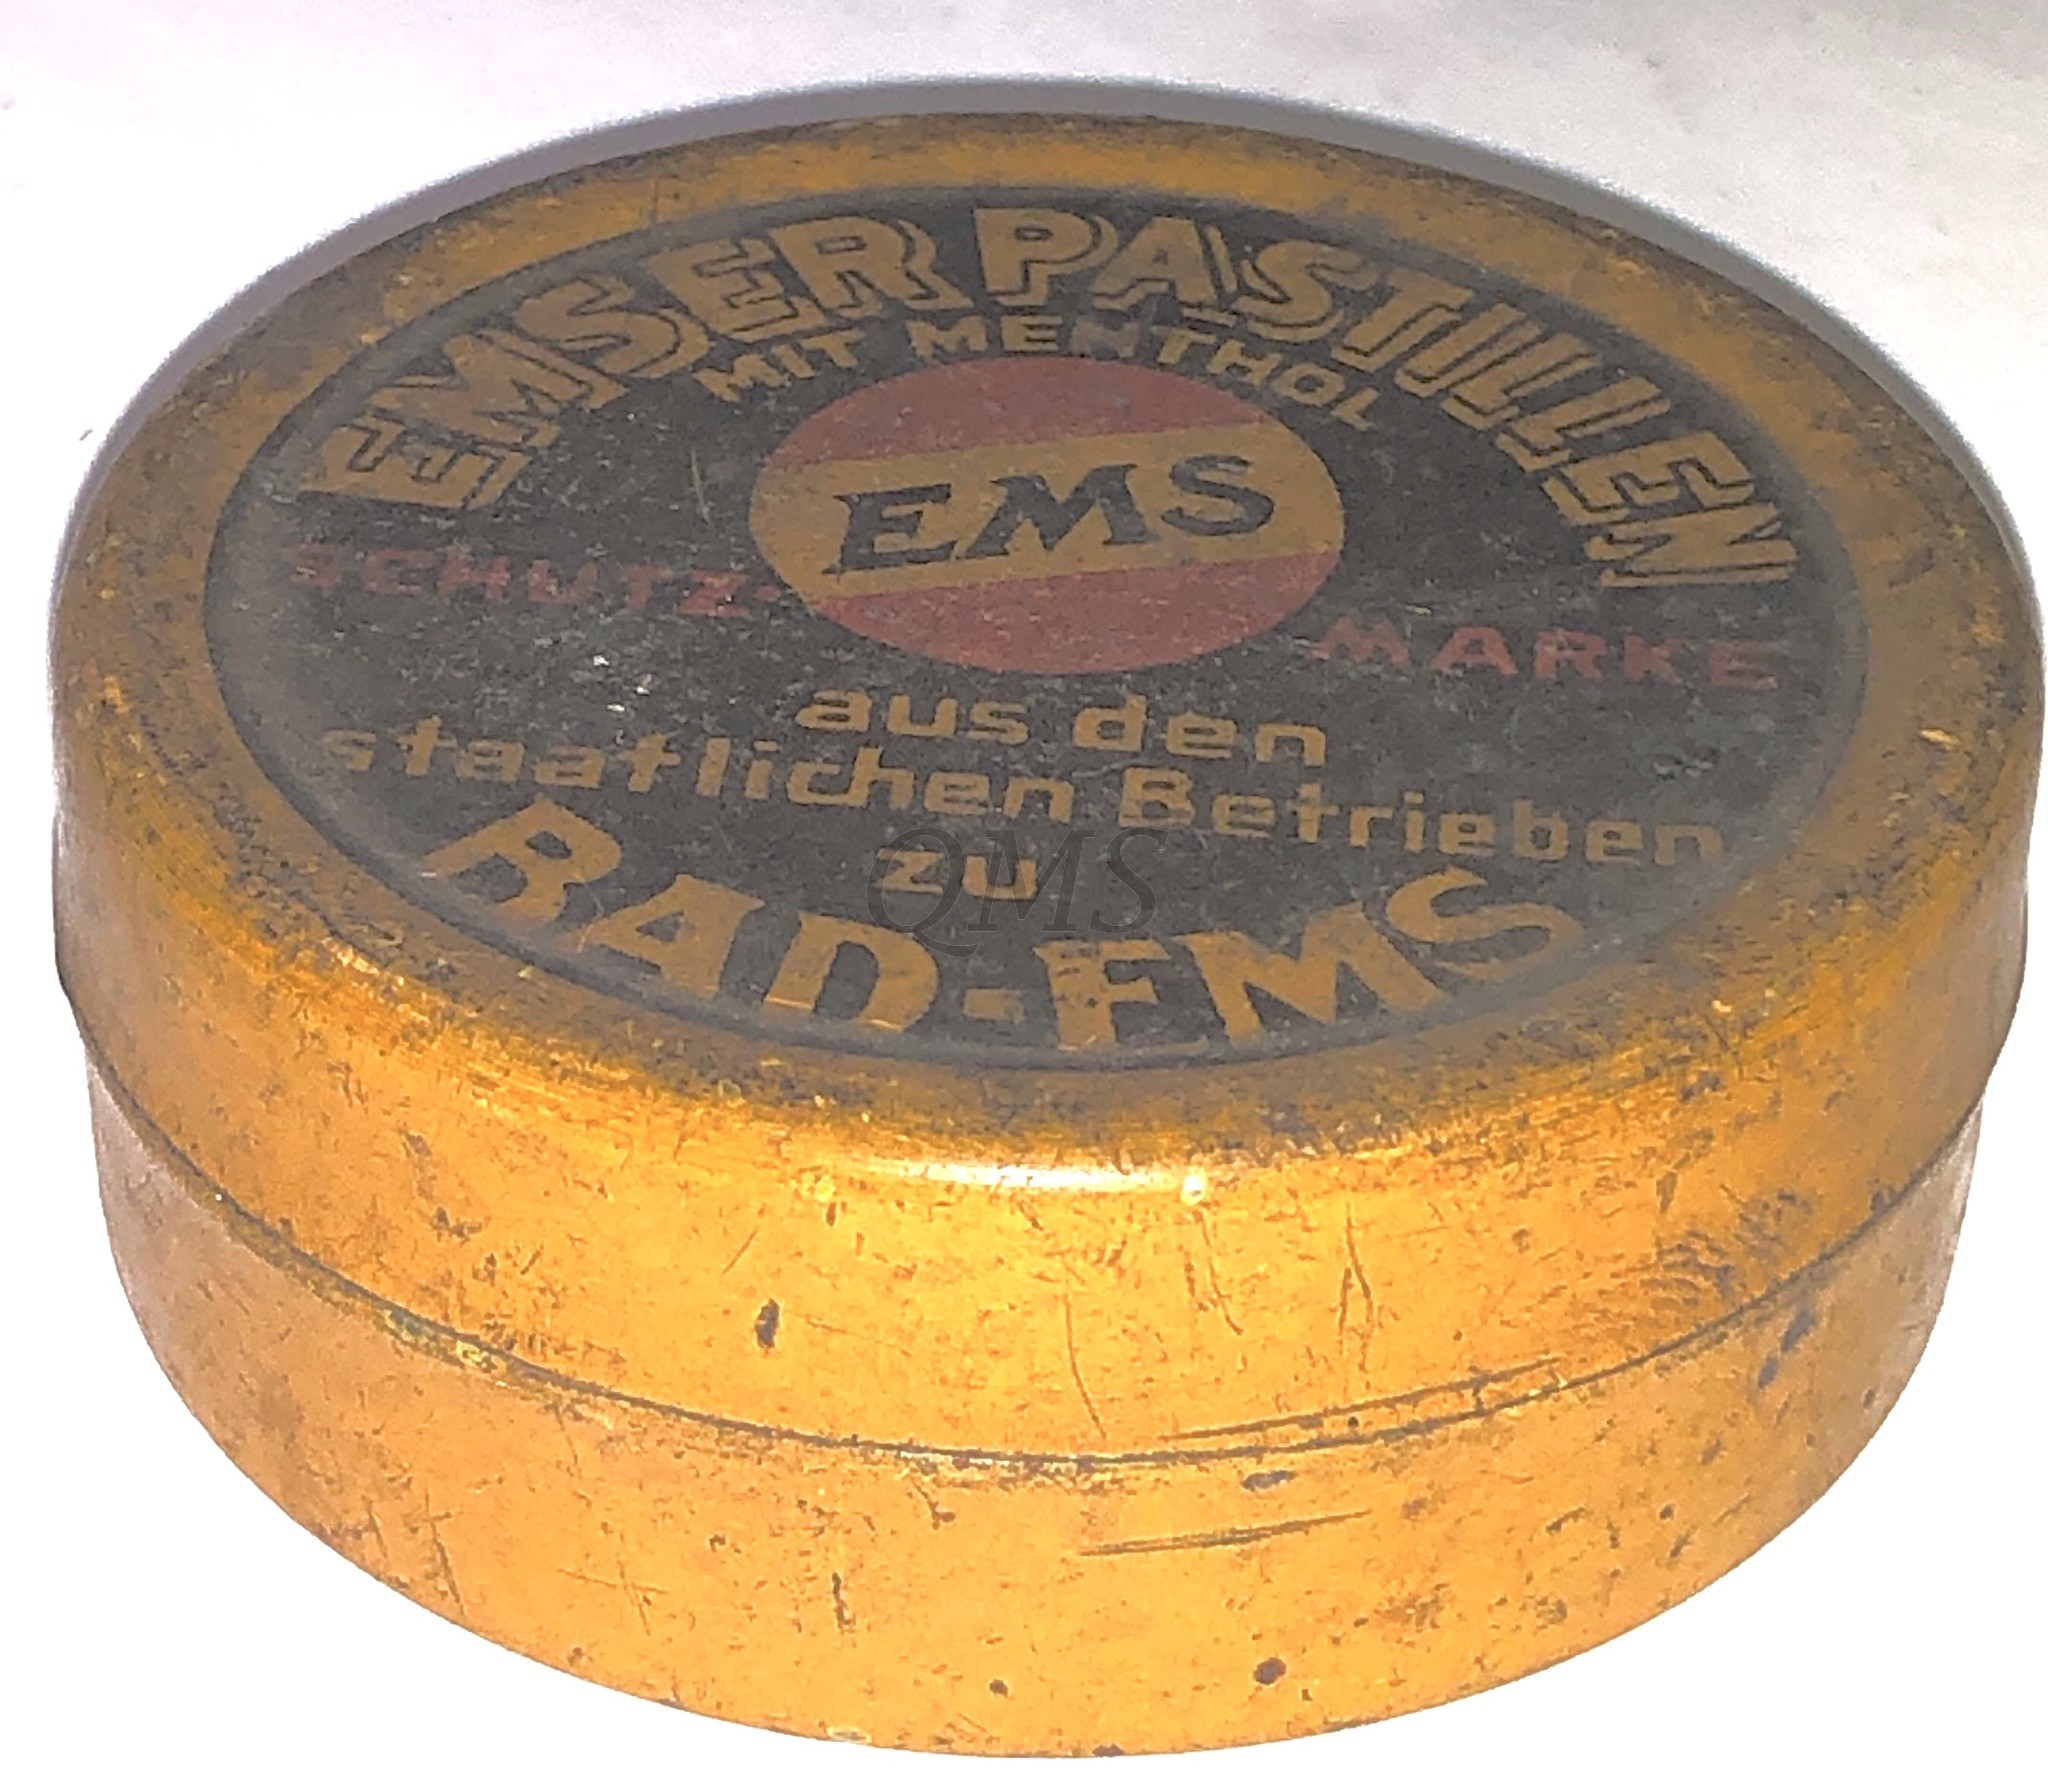 EMSER PASTILLEN
MIT MENTHOL
EMS
SCHUTZ-MARKE
aus den
staatlichen Betrieben
zu
BAD-EMS
QMS